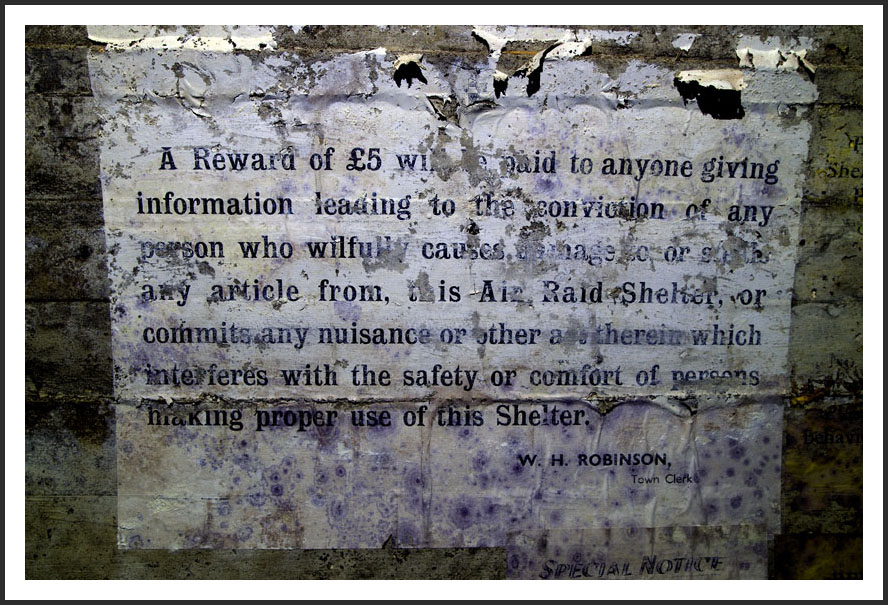 A Reward of £5 will be paid to anyone giving
information leading to the conviction of any
person who wilfully causes damage to or steals
any article from, this Air Raid Shelter, or
commits any nuisance or other act therein which
interferes with the safety or comfort of persons
making proper use of this Shelter.
W. H. ROBINSON,
Town Clerk
SPECIAL NOTICE